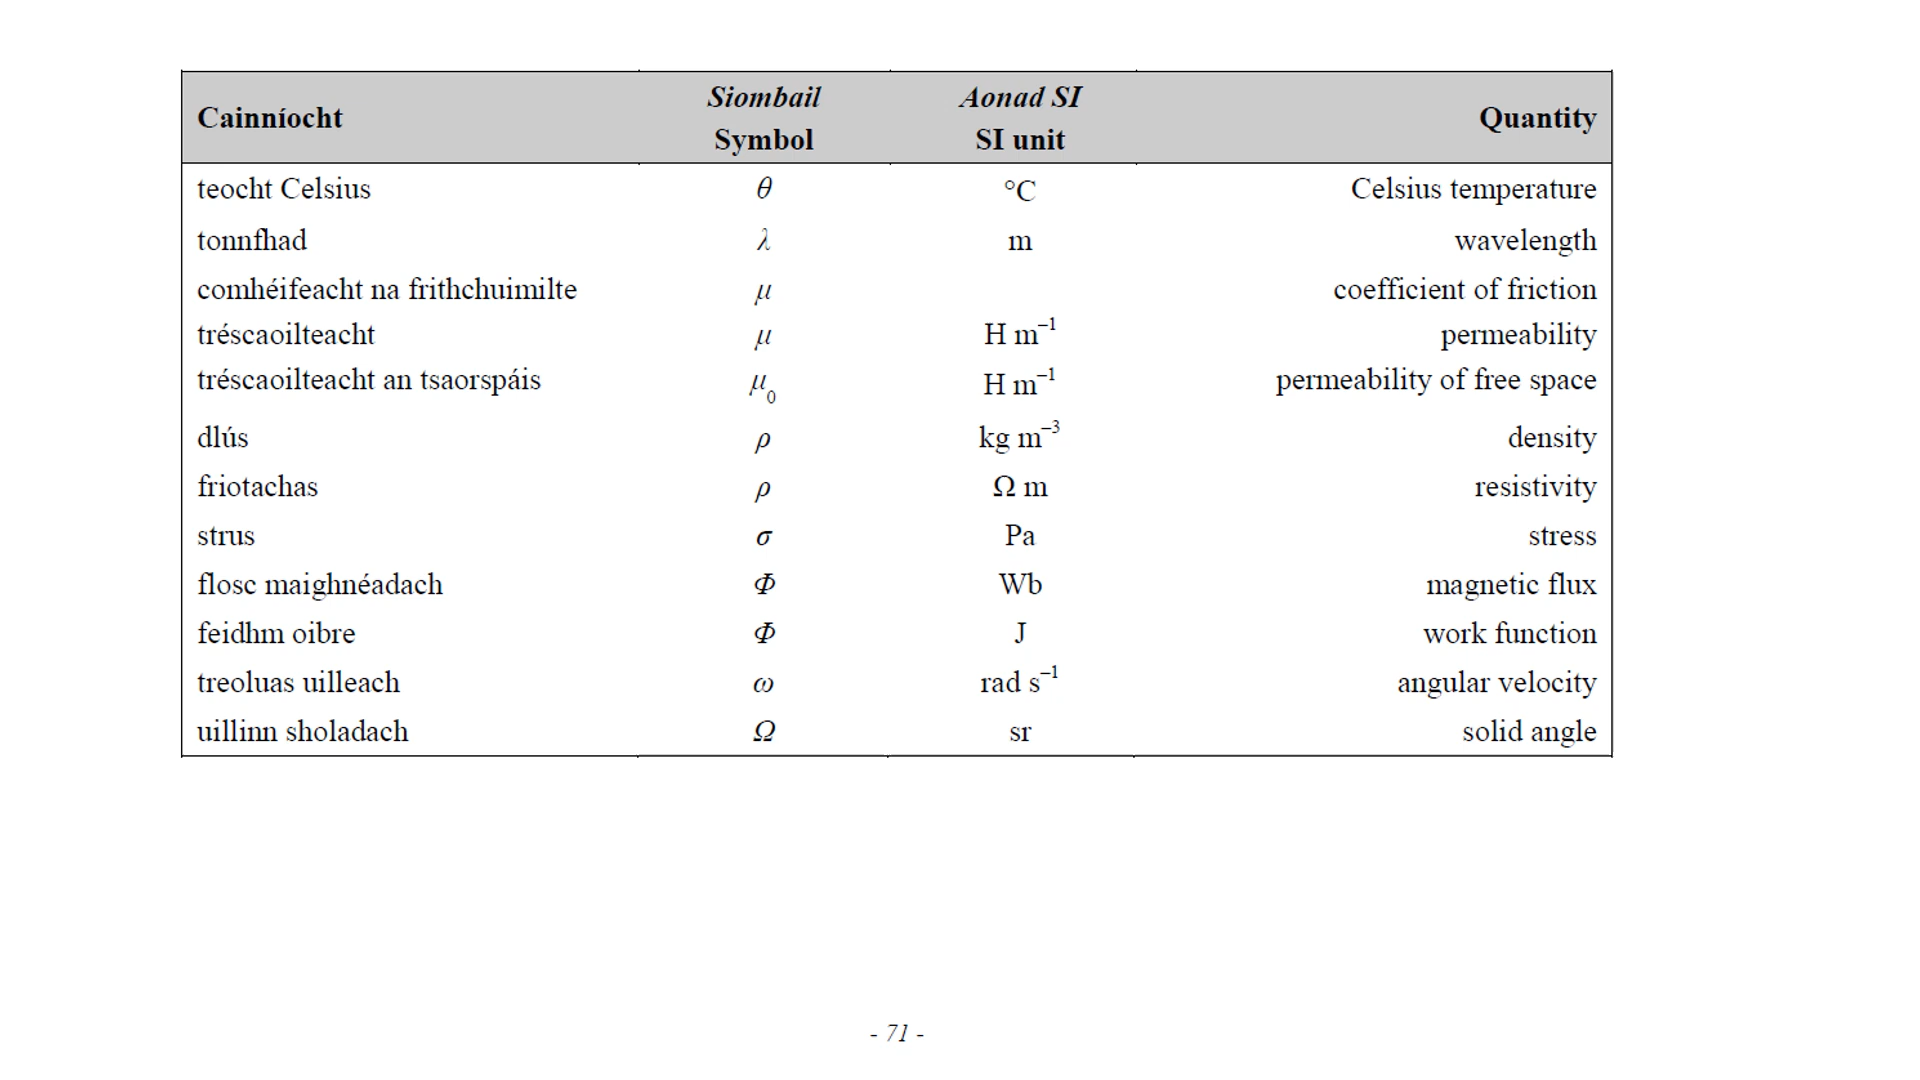 Cainníocht Siombail Symbol Aonad SI SI unit Quantity
teocht Celsius θ °C Celsius temperature
tonnfhad λ m wavelength
comhéifeacht na frithchuimilte μ coefficient of friction
tréscaoilteacht μ H m⁻¹ permeability
tréscaoilteacht an tsaorspáis μ₀ H m⁻¹ permeability of free space
dlús ρ kg m⁻³ density
friotachas ρ Ω m resistivity
strus σ Pa stress
flosc maighnéadach Φ Wb magnetic flux
feidhm oibre Φ J work function
treoluas uilleach ω rad s⁻¹ angular velocity
uillinn sholadach Ω sr solid angle
- 71 -